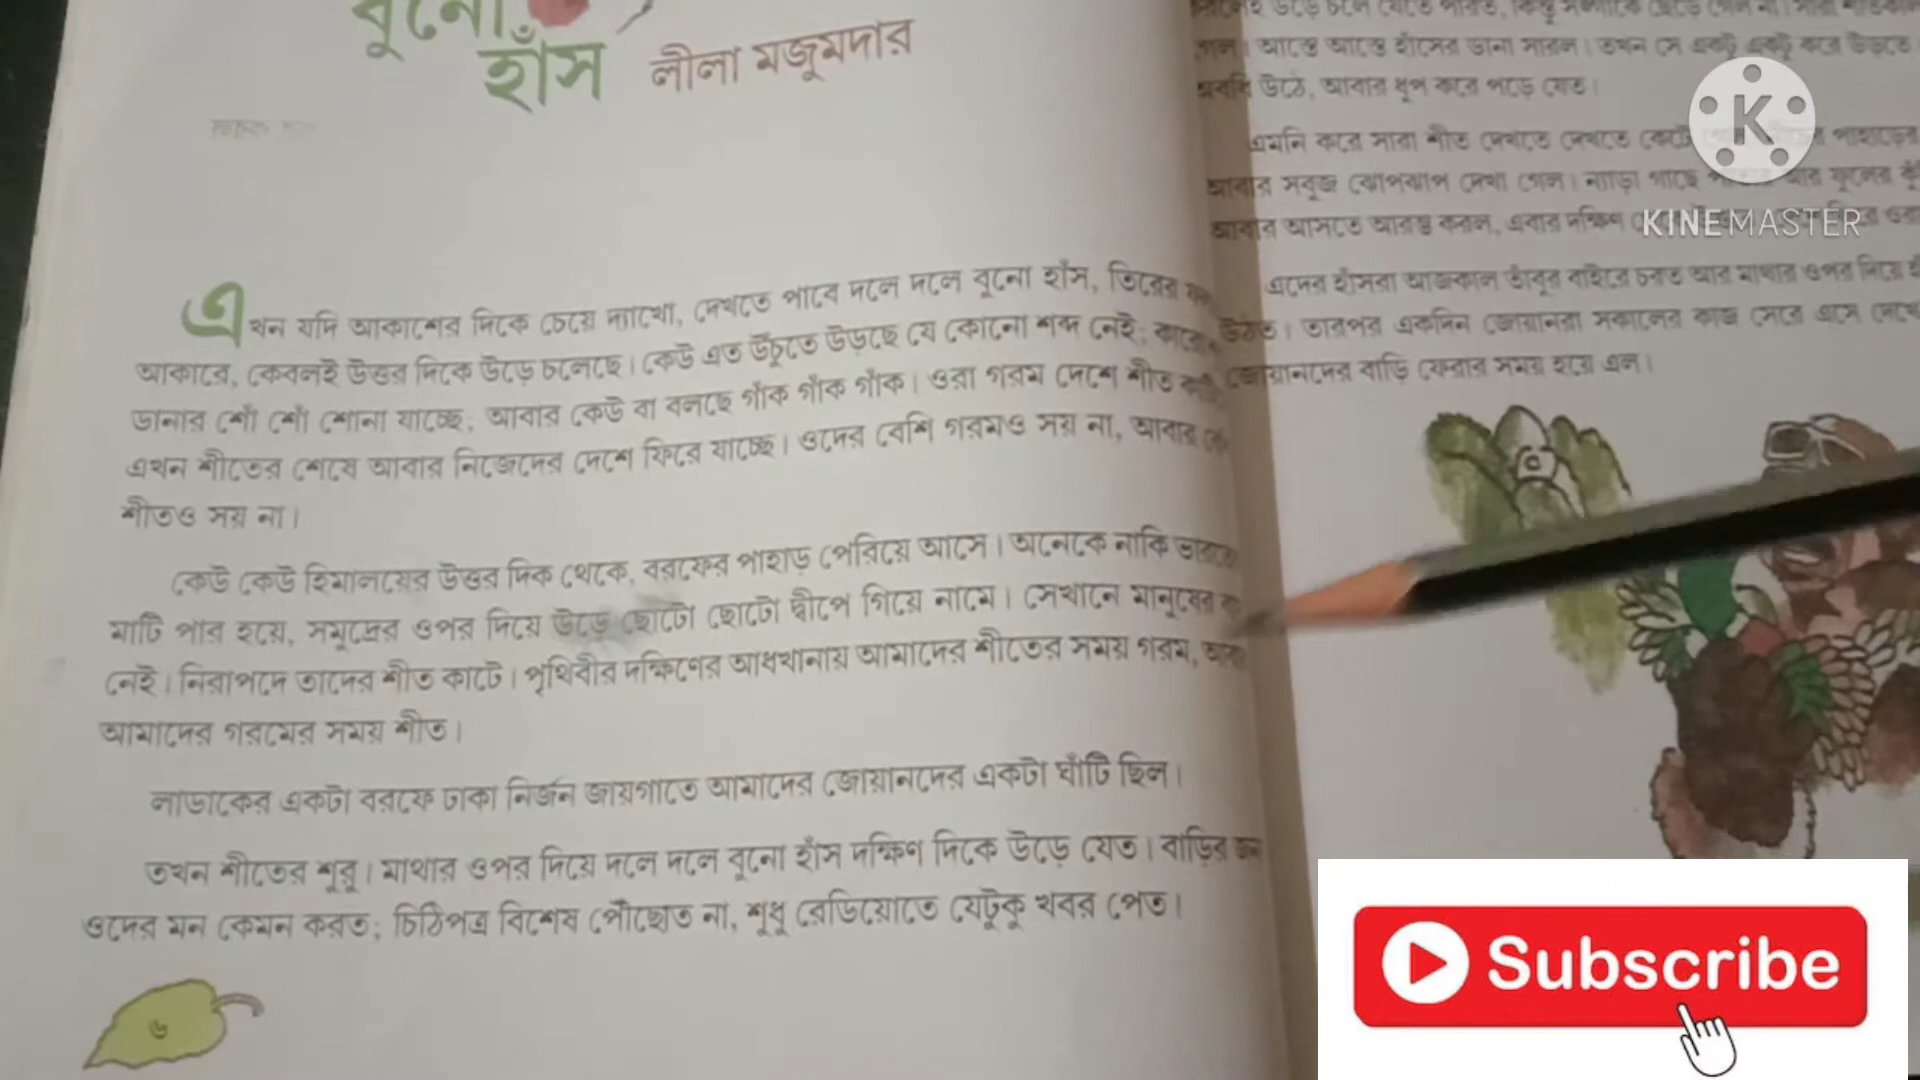 বুনো
হাঁস
লীলা মজুমদার
এখন যদি আকাশের দিকে চেয়ে দ্যাখো, দেখতে পাবে দলে দলে বুনো হাঁস, তিরের
আকারে, কেবলই উত্তর দিকে উড়ে চলেছে। কেউ এত উঁচুতে উড়ছে যে কোনো শব্দ নেই;
ডানার শোঁ শোঁ শোনা যাচ্ছে; আবার কেউ বা বলছে গাঁক গাঁক গাঁক। ওরা গরম দেশে শীত
এখন শীতের শেষে আবার নিজেদের দেশে ফিরে যাচ্ছে। ওদের বেশি গরমও সয় না, আবার
শীতও সয় না।
কেউ কেউ হিমালয়ের উত্তর দিক থেকে, বরফের পাহাড় পেরিয়ে আসে। অনেকে নাকি
মাটি পার হয়ে, সমুদ্রের ওপর দিয়ে উড়ে ছোটো ছোটো দ্বীপে গিয়ে নামে। সেখানে মানুষের
নেই। নিরাপদে তাদের শীত কাটে। পৃথিবীর দক্ষিণের আধখানায় আমাদের শীতের সময় গরম,
আমাদের গরমের সময় শীত।
লাডাকের একটা বরফে ঢাকা নির্জন জায়গাতে আমাদের জোয়ানদের একটা ঘাঁটি ছিল।
তখন শীতের শুরু। মাথার ওপর দিয়ে দলে দলে বুনো হাঁস দক্ষিণ দিকে উড়ে যেত। বাড়ির
ওদের মন কেমন করত; চিঠিপত্র বিশেষ পৌঁছোত না, শুধু রেডিয়োতে যেটুকু খবর পেত।
৬
আস্তে আস্তে হাঁসের ডানা সারল। তখন সে একটু একটু করে উড়তে
উঠে, আবার ধুপ করে পড়ে যেত।
এমনি করে সারা শীত দেখতে দেখতে পাহাড়ের
আবার সবুজ ঝোপঝাপ দেখা গেল। ন্যাড়া গাছে আর ফুলের
আবার আসতে আরম্ভ করল, এবার দক্ষিণ
এদের হাঁসরা আজকাল তাঁবুর বাইরে চরত আর মাথার ওপর দিয়ে
তারপর একদিন জোয়ানরা সকালের কাজ সেরে এসে দেখে
জোয়ানদের বাড়ি ফেরার সময় হয়ে এল।
K
KINEMASTER
Subscribe